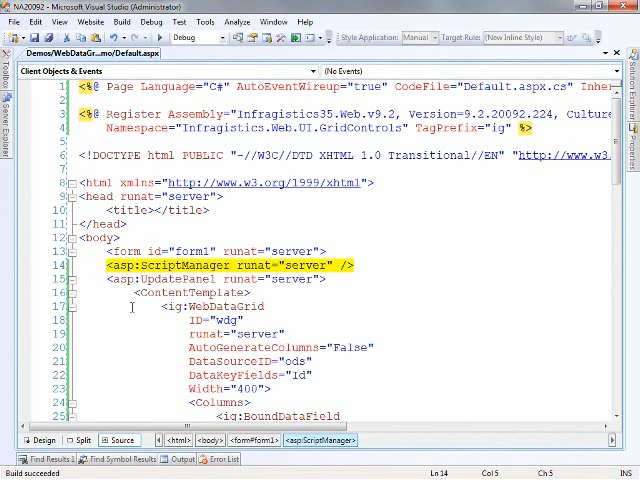 NA20092 - Microsoft Visual Studio (Administrator)
File Edit View Website Build Debug Test Tools Analyze Window Help
Debug Style Application: Manual Target Rule: (New Inline Style)
Demos/WebDataGr...mo/Default.aspx
Client Objects & Events (No Events)
Toolbox
Server Explorer
Solution Explorer
Properties
1 <%@ Page Language="C#" AutoEventWireup="true" CodeFile="Default.aspx.cs" Inher
2
3 <%@ Register Assembly="Infragistics35.Web.v9.2, Version=9.2.20092.224, Culture
4 Namespace="Infragistics.Web.UI.GridControls" TagPrefix="ig" %>
5
6 <!DOCTYPE html PUBLIC "-//W3C//DTD XHTML 1.0 Transitional//EN" "http://www.w3.
7
8 <html xmlns="http://www.w3.org/1999/xhtml">
9 <head runat="server">
10 <title></title>
11 </head>
12 <body>
13 <form id="form1" runat="server">
14 <asp:ScriptManager runat="server" />
15 <asp:UpdatePanel runat="server">
16 <ContentTemplate>
17 <ig:WebDataGrid
18 ID="wdg"
19 runat="server"
20 AutoGenerateColumns="False"
21 DataSourceID="ods"
22 DataKeyFields="Id"
23 Width="400">
24 <Columns>
25 <ig:BoundDataField
Design Split Source <html> <body> <form#form1> <asp:ScriptManager>
Find Results 1 Find Symbol Results Output Error List
Build succeeded Ln 14 Col 5 Ch 5 INS